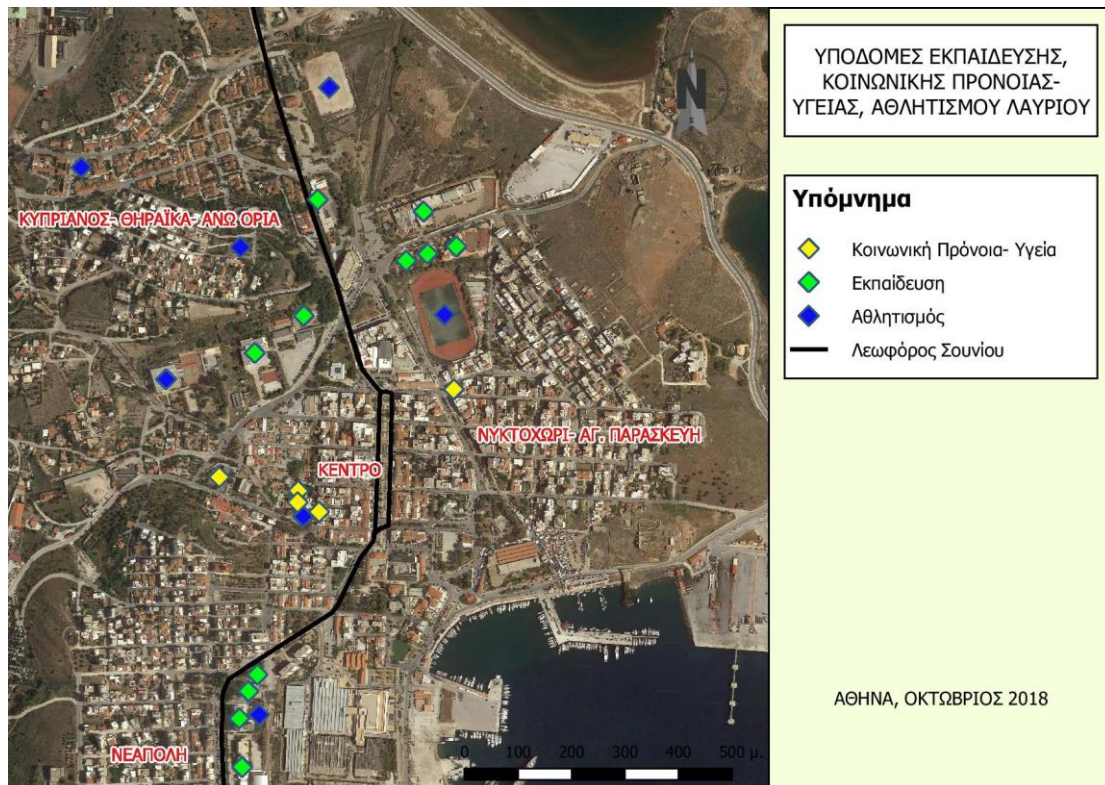 ΥΠΟΔΟΜΕΣ ΕΚΠΑΙΔΕΥΣΗΣ,
ΚΟΙΝΩΝΙΚΗΣ ΠΡΟΝΟΙΑΣ-
ΥΓΕΙΑΣ, ΑΘΛΗΤΙΣΜΟΥ ΛΑΥΡΙΟΥ
Υπόμνημα
Κοινωνική Πρόνοια- Υγεία
Εκπαίδευση
Αθλητισμός
Λεωφόρος Σουνίου
N
ΚΥΠΡΙΑΝΟΣ- ΘΗΡΑΪΚΑ- ΑΝΩ ΟΡΙΑ
ΝΥΚΤΟΧΩΡΙ- ΑΓ. ΠΑΡΑΣΚΕΥΗ
ΚΕΝΤΡΟ
ΝΕΑΠΟΛΗ
0 100 200 300 400 500 μ.
ΑΘΗΝΑ, ΟΚΤΩΒΡΙΟΣ 2018